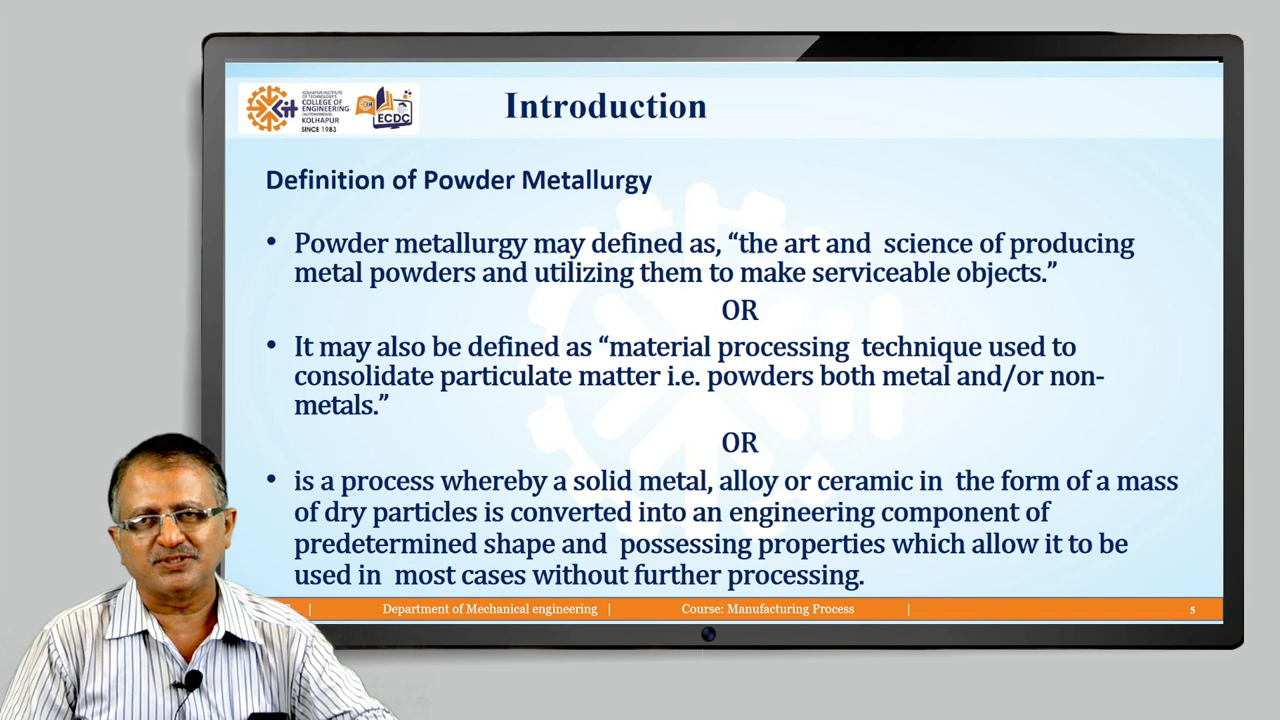 KOLHAPUR INSTITUTE
OF TECHNOLOGY'S
COLLEGE OF
ENGINEERING
(AUTONOMOUS),
KOLHAPUR
SINCE 1983
ECDC
Introduction
Definition of Powder Metallurgy
• Powder metallurgy may defined as, “the art and science of producing
metal powders and utilizing them to make serviceable objects.”
OR
• It may also be defined as “material processing technique used to
consolidate particulate matter i.e. powders both metal and/or non-
metals.”
OR
• is a process whereby a solid metal, alloy or ceramic in the form of a mass
of dry particles is converted into an engineering component of
predetermined shape and possessing properties which allow it to be
used in most cases without further processing.
| Department of Mechanical engineering | Course: Manufacturing Process | 5